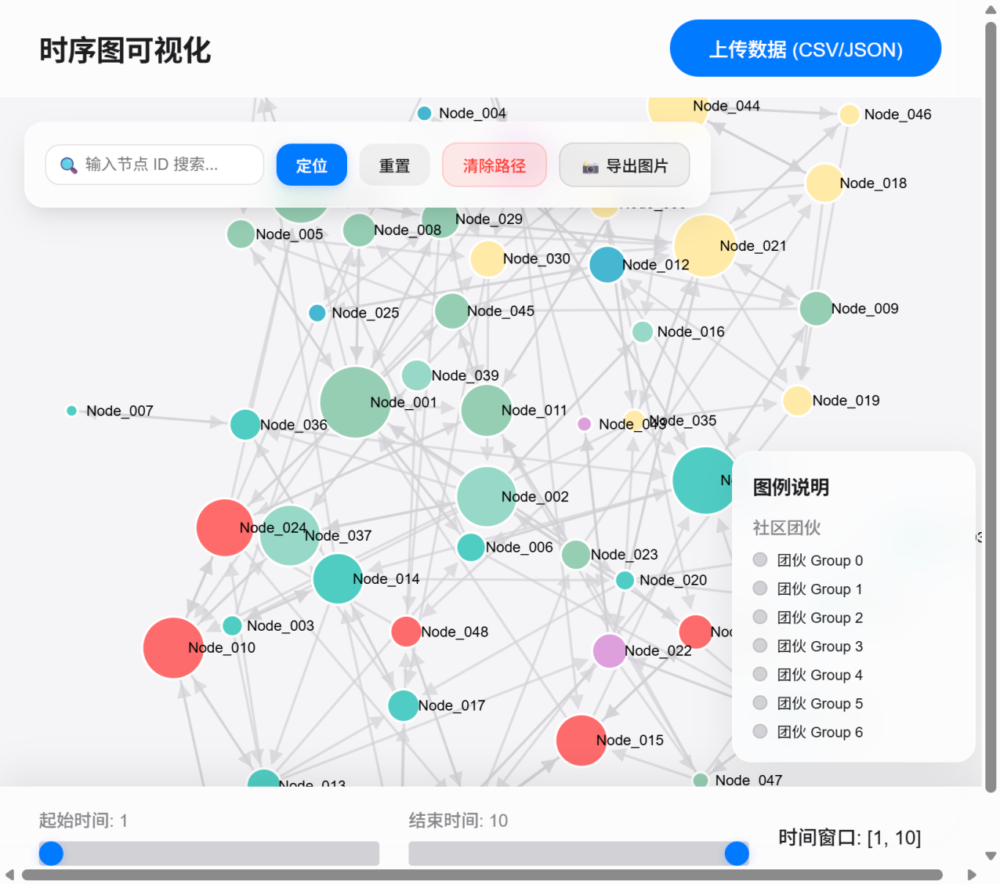 时序图可视化
上传数据 (CSV/JSON)
Node_004
Node_044
Node_046
输入节点 ID 搜索...
定位
重置
清除路径
导出图片
Node_018
Node_005
Node_008
Node_029
Node_030
Node_012
Node_021
Node_025
Node_045
Node_009
Node_016
Node_039
Node_001
Node_011
Node_019
Node_007
Node_036
Node_043
Node_035
Node_002
Node_024
Node_037
Node_006
Node_023
Node_014
Node_020
Node_003
Node_048
Node_010
Node_022
Node_017
Node_015
Node_013
Node_047
图例说明
社区团伙
团伙 Group 0
团伙 Group 1
团伙 Group 2
团伙 Group 3
团伙 Group 4
团伙 Group 5
团伙 Group 6
起始时间: 1
结束时间: 10
时间窗口: [1, 10]